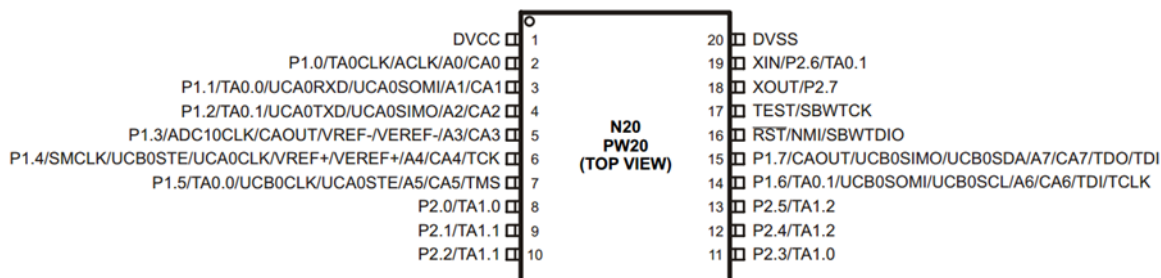 DVCC 1 20 DVSS
P1.0/TA0CLK/ACLK/A0/CA0 2 19 XIN/P2.6/TA0.1
P1.1/TA0.0/UCA0RXD/UCA0SOMI/A1/CA1 3 18 XOUT/P2.7
P1.2/TA0.1/UCA0TXD/UCA0SIMO/A2/CA2 4 17 TEST/SBWTCK
P1.3/ADC10CLK/CAOUT/VREF-/VEREF-/A3/CA3 5 N20 16 RST/NMI/SBWTDIO
P1.4/SMCLK/UCB0STE/UCA0CLK/VREF+/VEREF+/A4/CA4/TCK 6 PW20 15 P1.7/CAOUT/UCB0SIMO/UCB0SDA/A7/CA7/TDO/TDI
(TOP VIEW)
P1.5/TA0.0/UCB0CLK/UCA0STE/A5/CA5/TMS 7 14 P1.6/TA0.1/UCB0SOMI/UCB0SCL/A6/CA6/TDI/TCLK
P2.0/TA1.0 8 13 P2.5/TA1.2
P2.1/TA1.1 9 12 P2.4/TA1.2
P2.2/TA1.1 10 11 P2.3/TA1.0